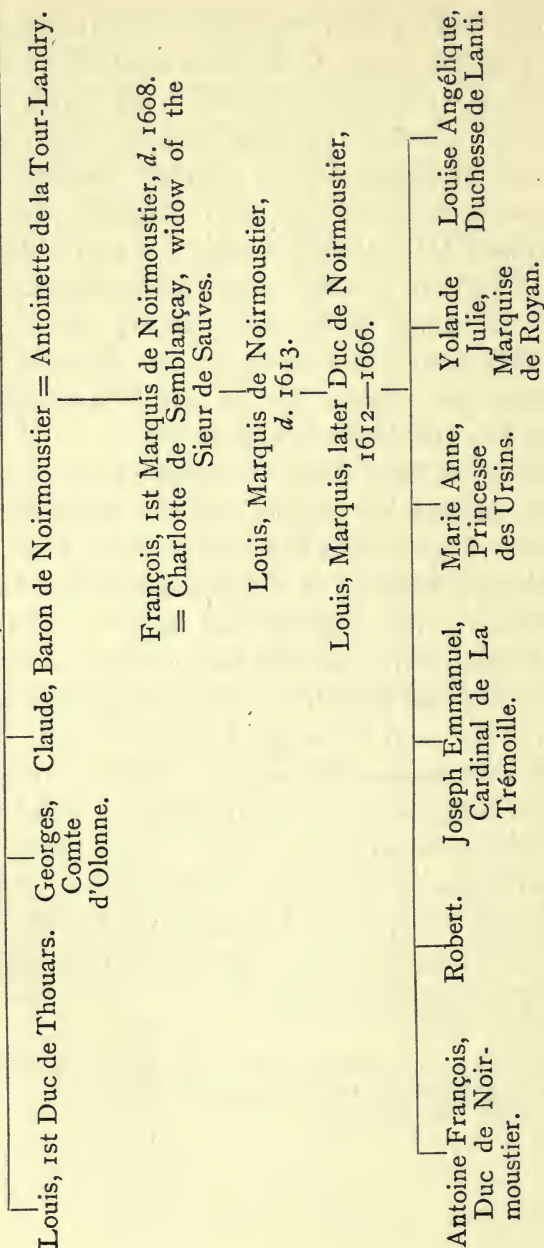 Louis, 1st Duc de Thouars.
Georges,
Comte
d'Olonne.
Claude, Baron de Noirmoustier = Antoinette de la Tour-Landry.
François, 1st Marquis de Noirmoustier, d. 1608.
= Charlotte de Semblançay, widow of the
Sieur de Sauves.
Louis, Marquis de Noirmoustier,
d. 1613.
Louis, Marquis, later Duc de Noirmoustier,
1612—1666.
Antoine François,
Duc de Noir-
moustier.
Robert.
Joseph Emmanuel,
Cardinal de La
Trémoille.
Marie Anne,
Princesse
des Ursins.
Yolande
Julie,
Marquise
de Royan.
Louise Angélique,
Duchesse de Lanti.